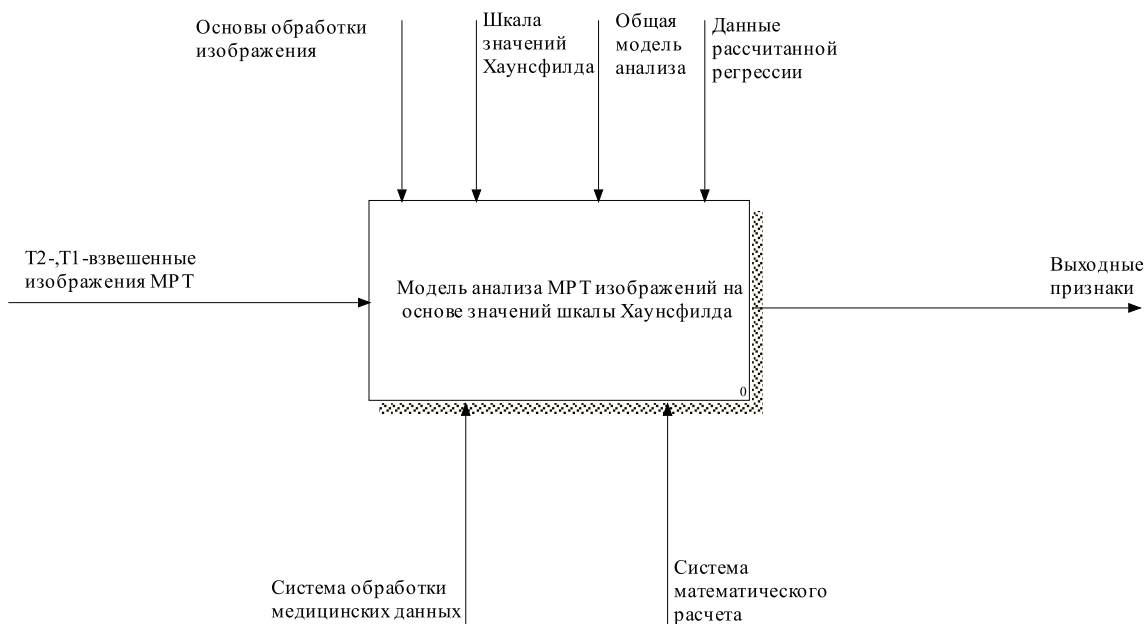 Основы обработки
изображения
Шкала
значений
Хаунсфилда
Общая
модель
анализа
Данные
рассчитанной
регрессии
Т2-,Т1-взвешенные
изображения МРТ
Модель анализа МРТ изображений на
основе значений шкалы Хаунсфилда
0
Выходные
признаки
Система обработки
медицинских данных
Система
математического
расчета